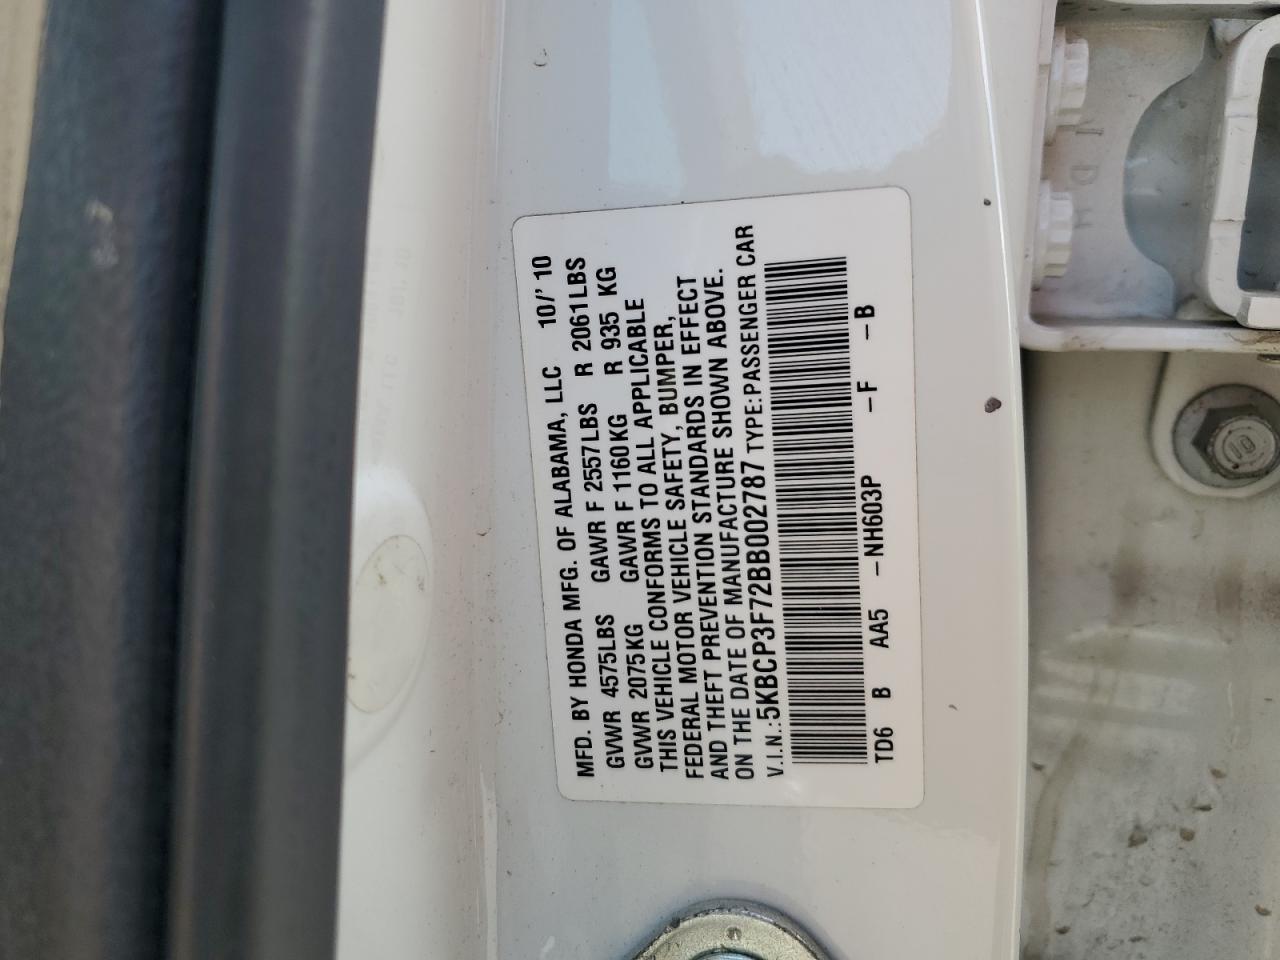 MFD. BY HONDA MFG. OF ALABAMA, LLC 10/'10
GVWR 4575LBS GAWR F 2557LBS R 2061LBS
GVWR 2075KG GAWR F 1160KG R 935 KG
THIS VEHICLE CONFORMS TO ALL APPLICABLE
FEDERAL MOTOR VEHICLE SAFETY, BUMPER,
AND THEFT PREVENTION STANDARDS IN EFFECT
ON THE DATE OF MANUFACTURE SHOWN ABOVE.
V.I.N.:5KBCP3F72BB002787 TYPE:PASSENGER CAR
TD6 B AA5 -NH603P -F -B
10